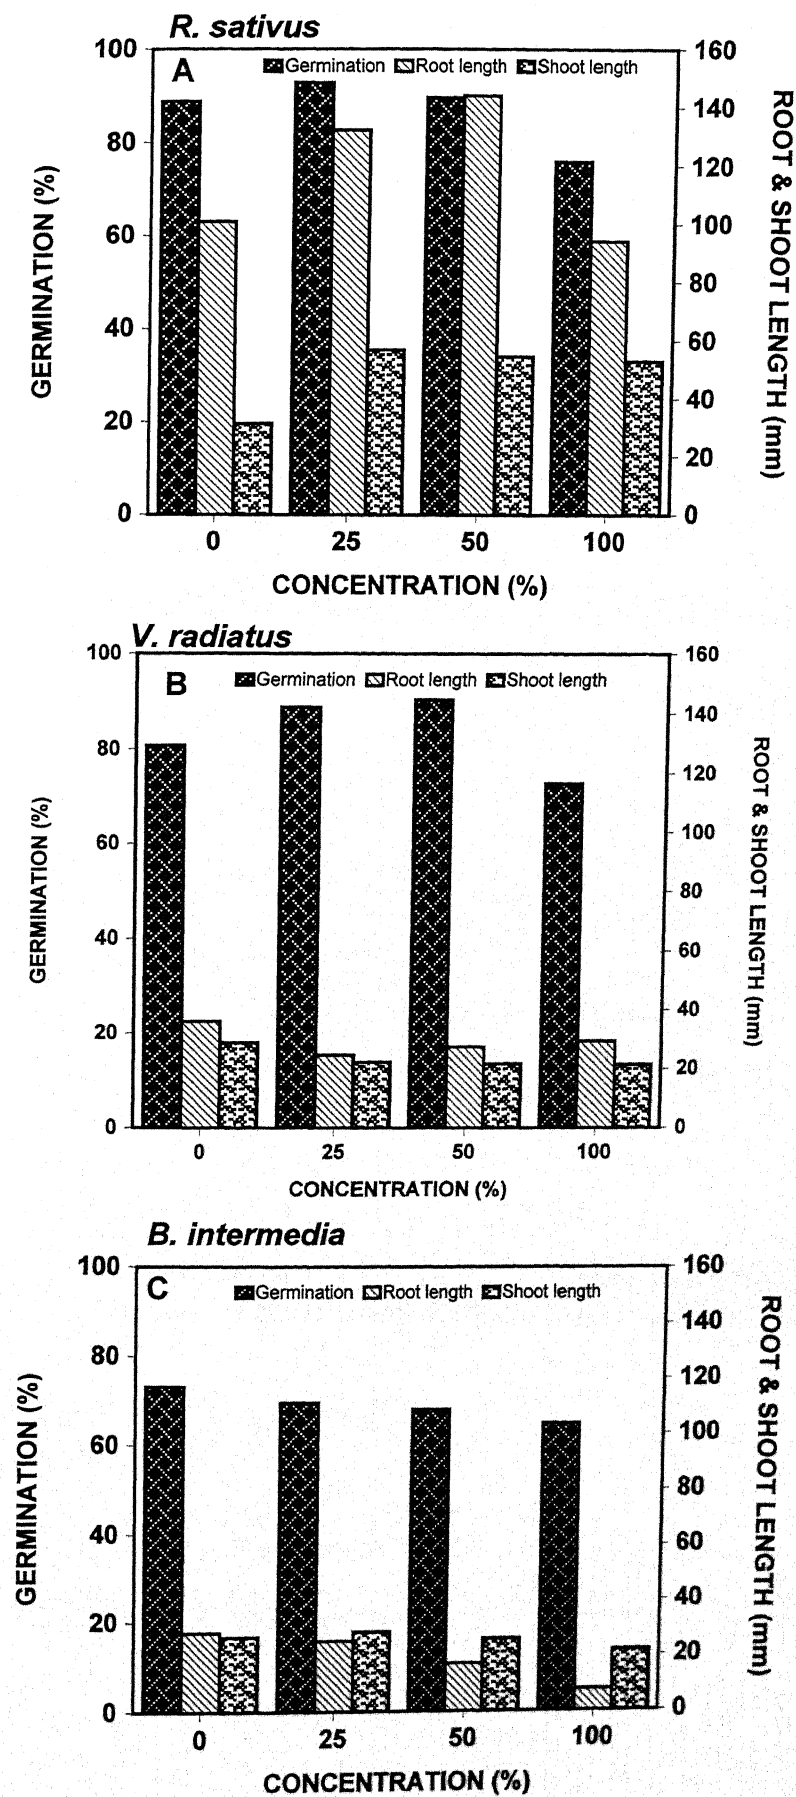 R. sativus
A
Germination Root length Shoot length
100
80
60
40
20
0
160
140
120
100
80
60
40
20
0
GERMINATION (%)
ROOT & SHOOT LENGTH (mm)
0 25 50 100
CONCENTRATION (%)
V. radiatus
B
Germination Root length Shoot length
100
80
60
40
20
0
160
140
120
100
80
60
40
20
0
GERMINATION (%)
ROOT & SHOOT LENGTH (mm)
0 25 50 100
CONCENTRATION (%)
B. intermedia
C
Germination Root length Shoot length
100
80
60
40
20
0
160
140
120
100
80
60
40
20
0
GERMINATION (%)
ROOT & SHOOT LENGTH (mm)
0 25 50 100
CONCENTRATION (%)